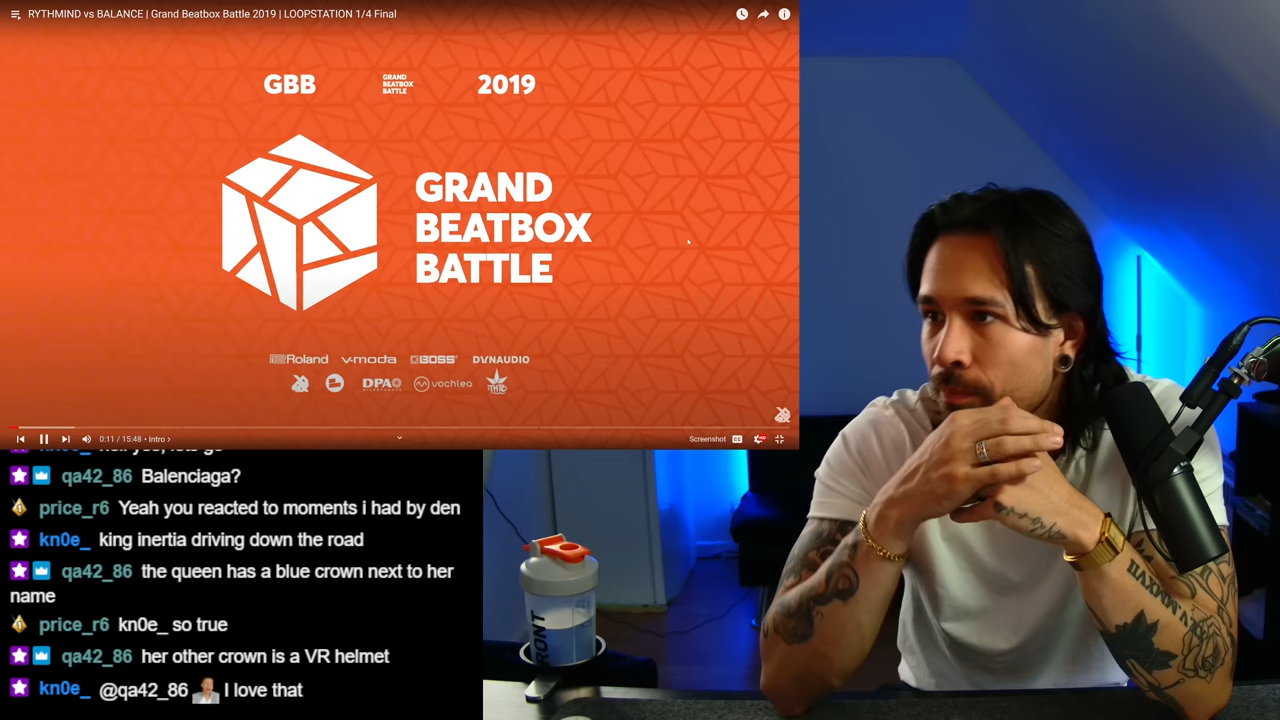 RYTHMIND vs BALANCE | Grand Beatbox Battle 2019 | LOOPSTATION 1/4 Final
GBB
GRAND
BEATBOX
BATTLE
2019
GRAND
BEATBOX
BATTLE
Roland V-MODA BOSS DYNAUDIO
DPA vochlea THTC
0:11 / 15:48 • Intro ›
Screenshot
qa42_86 Balenciaga?
price_r6 Yeah you reacted to moments i had by den
kn0e_ king inertia driving down the road
qa42_86 the queen has a blue crown next to her
name
price_r6 kn0e_ so true
qa42_86 her other crown is a VR helmet
kn0e_ @qa42_86 I love that
RONT